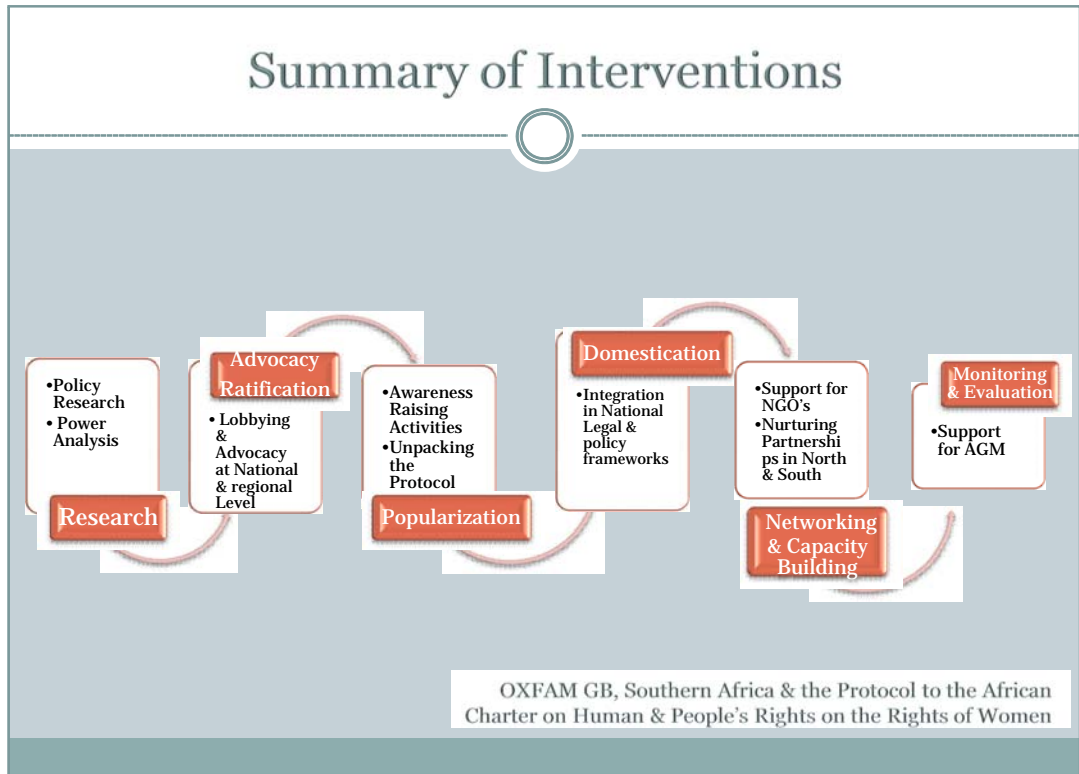 Summary of Interventions
•Policy
Research
• Power
Analysis
Research
Advocacy
Ratification
• Lobbying
&
Advocacy
at National
& regional
Level
•Awareness
Raising
Activities
• Unpacking
the
Protocol
Popularization
Domestication
•Integration
in National
Legal &
policy
frameworks
•Support for
NGO's
•Nurturing
Partnershi
ps in North
& South
Networking
& Capacity
Building
Monitoring
& Evaluation
•Support
for AGM
OXFAM GB, Southern Africa & the Protocol to the African
Charter on Human & People's Rights on the Rights of Women